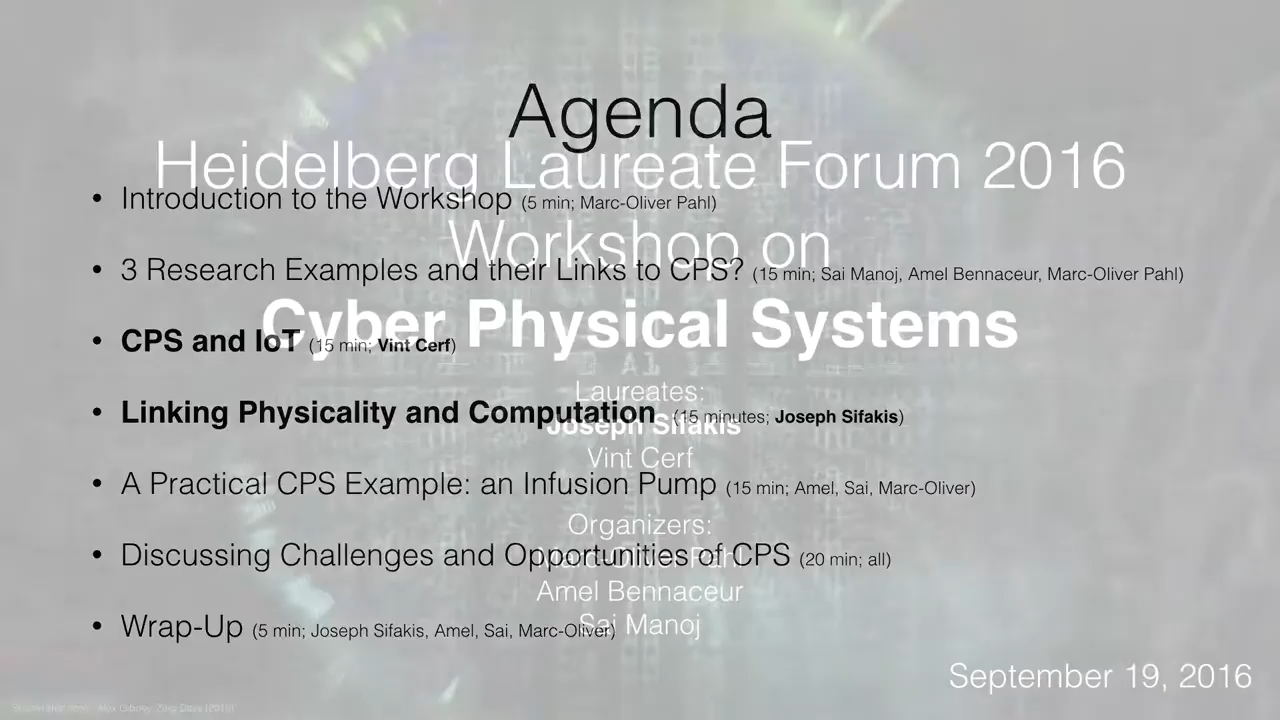 Agenda
Heidelberg Laureate Forum 2016
• Introduction to the Workshop (5 min; Marc-Oliver Pahl)
Workshop on
• 3 Research Examples and their Links to CPS? (15 min; Sai Manoj, Amel Bennaceur, Marc-Oliver Pahl)
Cyber Physical Systems
• CPS and IoT (15 min; Vint Cerf)
Laureates:
• Linking Physicality and Computation (15 minutes; Joseph Sifakis)
Joseph Sifakis
Vint Cerf
• A Practical CPS Example: an Infusion Pump (15 min; Amel, Sai, Marc-Oliver)
Organizers:
• Discussing Challenges and Opportunities of CPS (20 min; all)
Marc-Oliver Pahl
Amel Bennaceur
• Wrap-Up (5 min; Joseph Sifakis, Amel, Sai, Marc-Oliver)
Sai Manoj
September 19, 2016